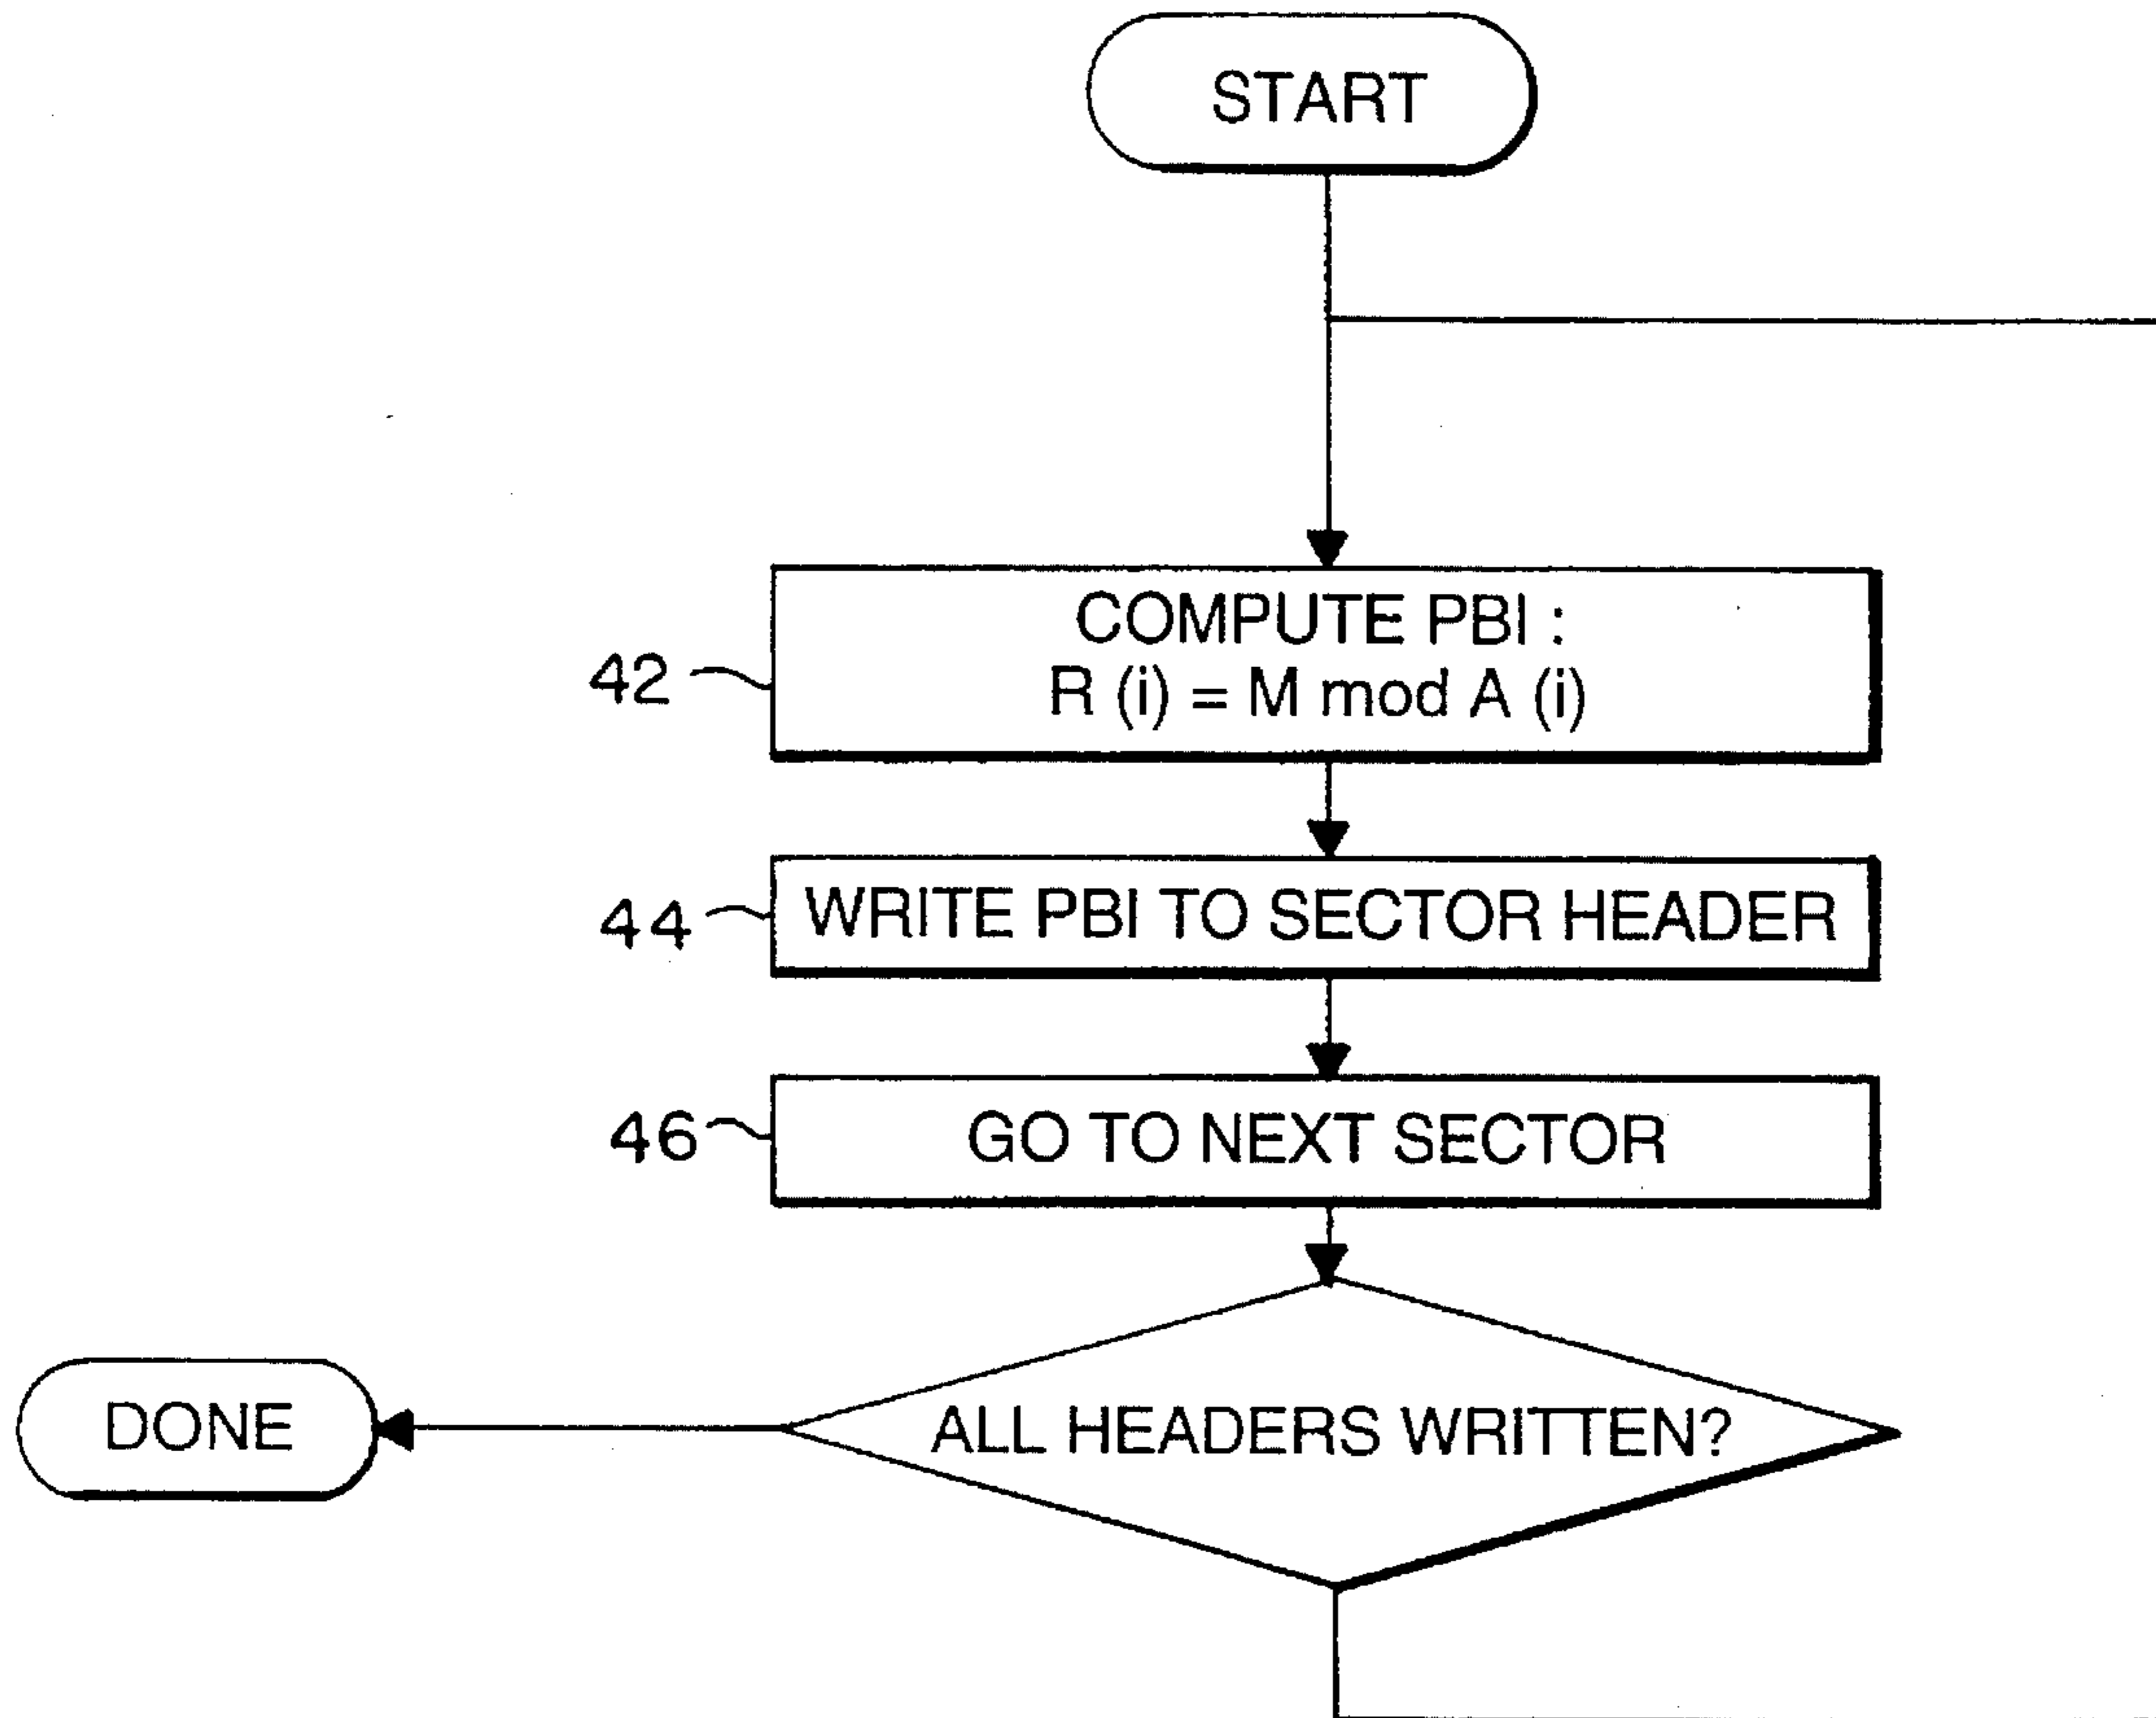 START
COMPUTE PBI :
R (i) = M mod A (i)
42
WRITE PBI TO SECTOR HEADER
44
GO TO NEXT SECTOR
46
ALL HEADERS WRITTEN?
DONE